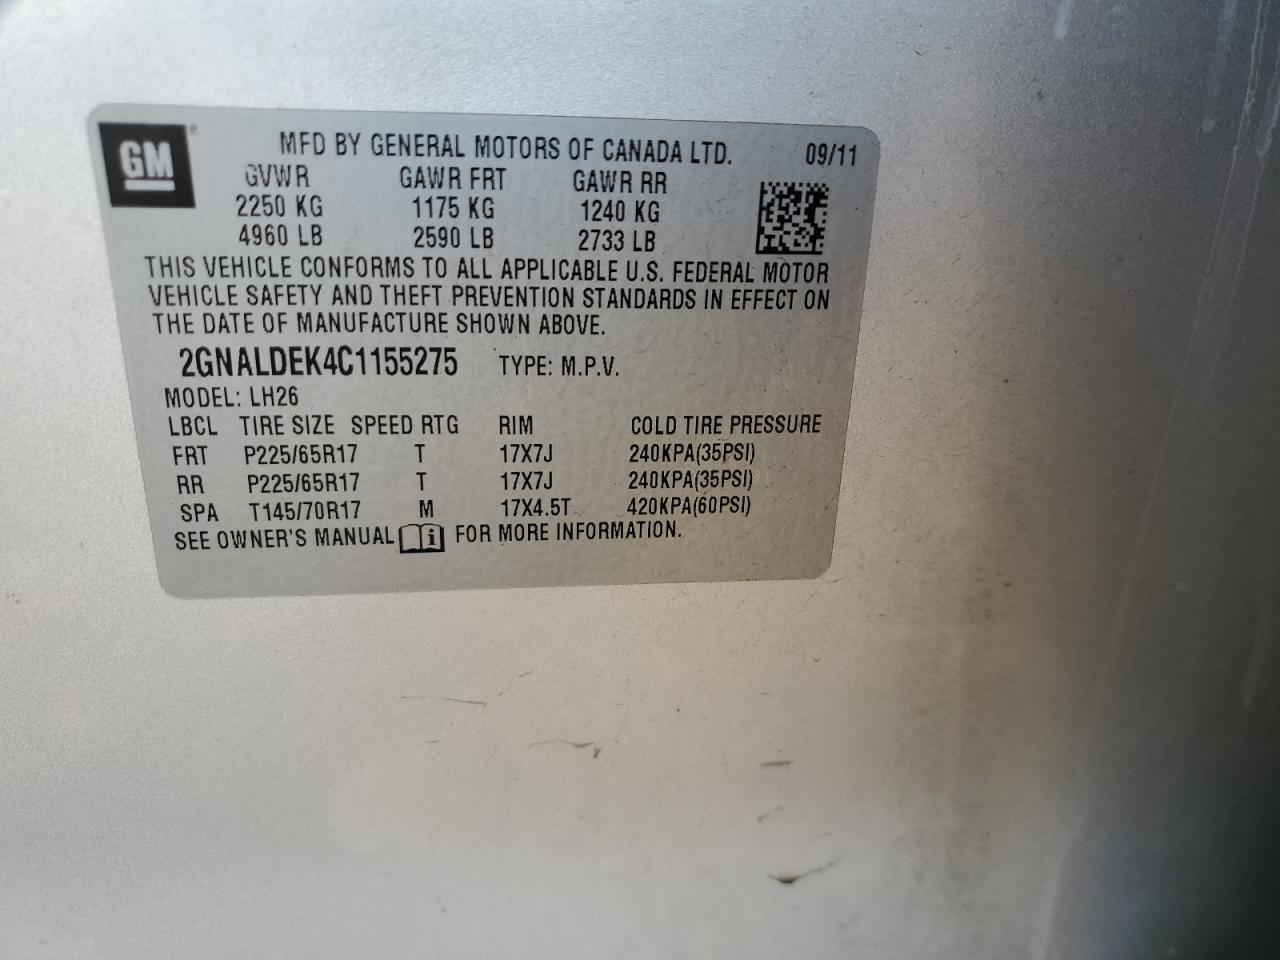 GM
MFD BY GENERAL MOTORS OF CANADA LTD. 09/11
GVWR GAWR FRT GAWR RR
2250 KG 1175 KG 1240 KG
4960 LB 2590 LB 2733 LB
THIS VEHICLE CONFORMS TO ALL APPLICABLE U.S. FEDERAL MOTOR
VEHICLE SAFETY AND THEFT PREVENTION STANDARDS IN EFFECT ON
THE DATE OF MANUFACTURE SHOWN ABOVE.
2GNALDEK4C1155275 TYPE: M.P.V.
MODEL: LH26
LBCL TIRE SIZE SPEED RTG RIM COLD TIRE PRESSURE
FRT P225/65R17 T 17X7J 240KPA(35PSI)
RR P225/65R17 T 17X7J 240KPA(35PSI)
SPA T145/70R17 M 17X4.5T 420KPA(60PSI)
SEE OWNER'S MANUAL i FOR MORE INFORMATION.